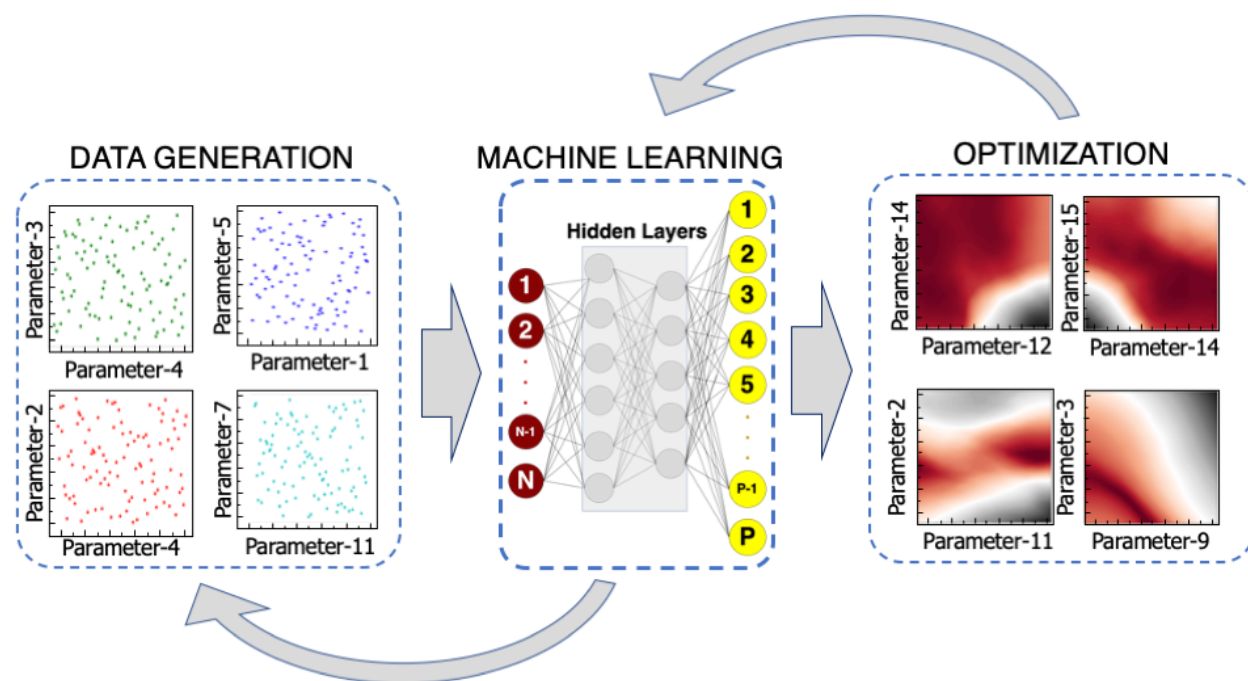 DATA GENERATION
Parameter-3
Parameter-4
Parameter-5
Parameter-1
Parameter-2
Parameter-4
Parameter-7
Parameter-11
MACHINE LEARNING
Hidden Layers
1
2
N-1
N
1
2
3
4
5
P-1
P
OPTIMIZATION
Parameter-14
Parameter-12
Parameter-15
Parameter-14
Parameter-2
Parameter-11
Parameter-3
Parameter-9